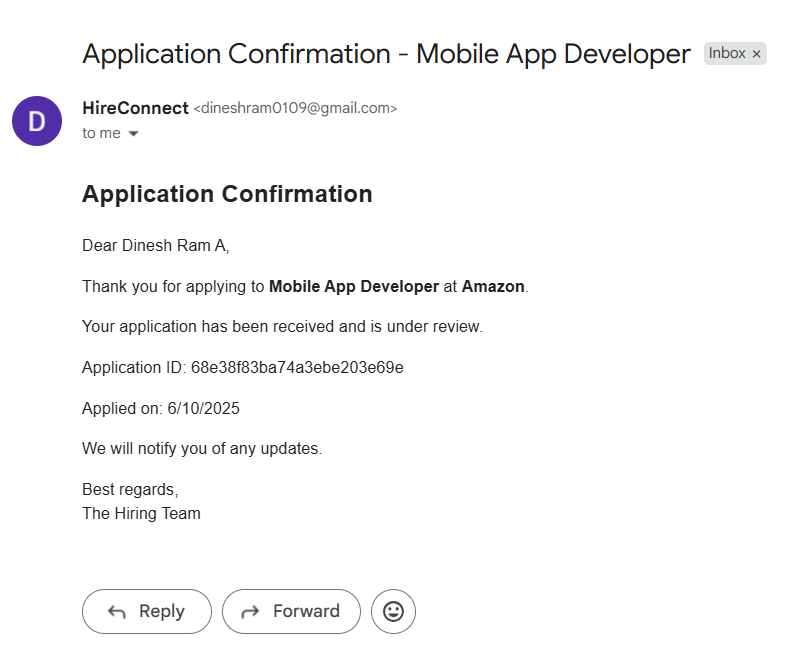 Application Confirmation - Mobile App Developer Inbox ×
D
HireConnect <dineshram0109@gmail.com>
to me
Application Confirmation
Dear Dinesh Ram A,
Thank you for applying to Mobile App Developer at Amazon.
Your application has been received and is under review.
Application ID: 68e38f83ba74a3ebe203e69e
Applied on: 6/10/2025
We will notify you of any updates.
Best regards,
The Hiring Team
Reply Forward